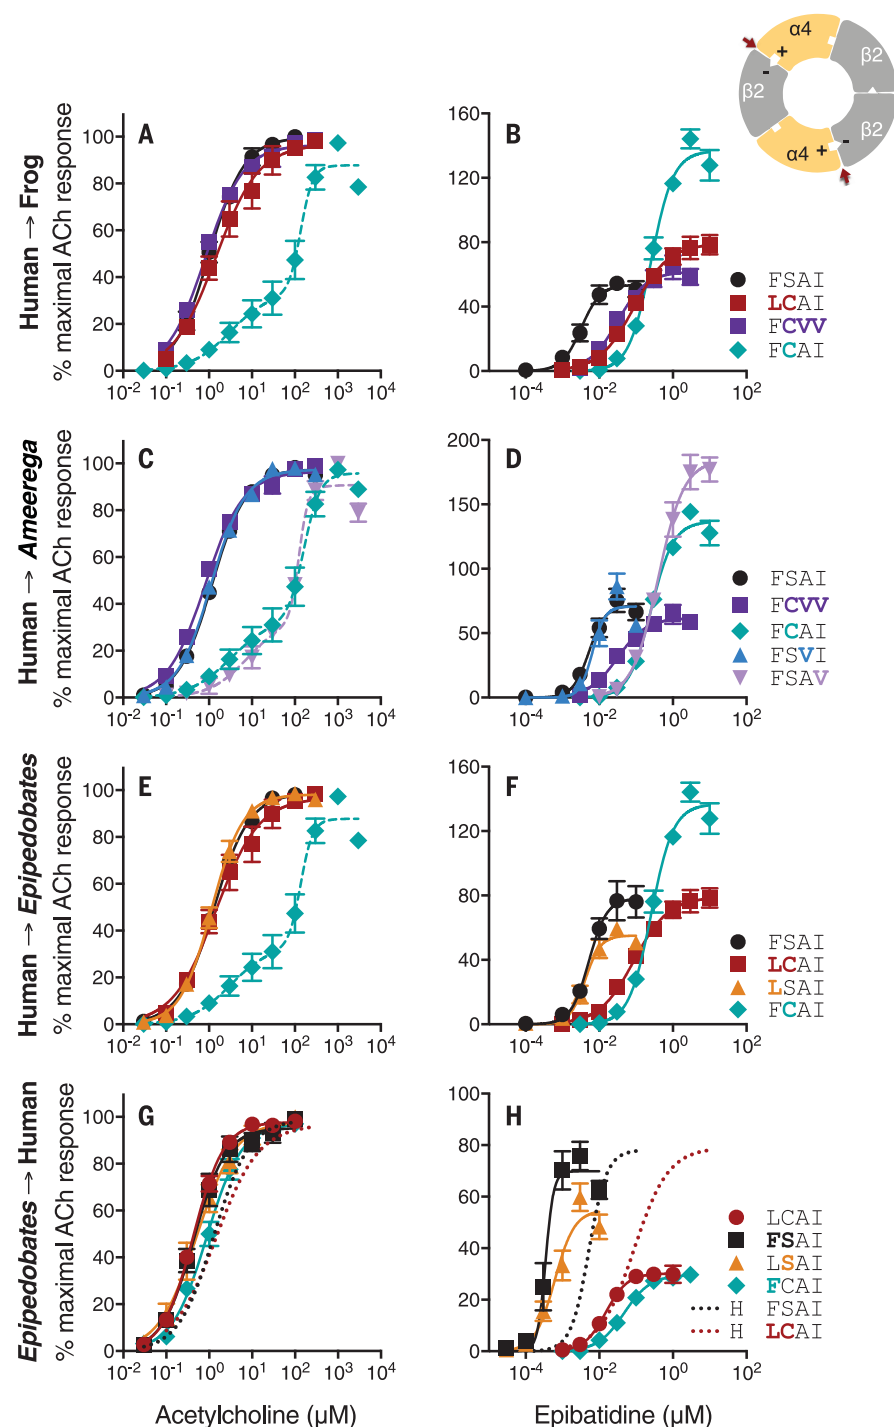 α4
+
-
β2
β2
β2
α4
+
-
Human → Frog
% maximal ACh response
A
100
80
60
40
20
0
10⁻² 10⁻¹ 10⁰ 10¹ 10² 10³ 10⁴
B
160
120
80
40
0
10⁻⁴ 10⁻² 10⁰ 10²
FSAI
LCAI
FCVV
FCAI
Human → Ameerega
% maximal ACh response
C
100
80
60
40
20
0
10⁻² 10⁻¹ 10⁰ 10¹ 10² 10³ 10⁴
D
200
150
100
50
0
10⁻⁴ 10⁻² 10⁰ 10²
FSAI
FCVV
FCAI
FSVI
FSAV
Human → Epipedobates
% maximal ACh response
E
100
80
60
40
20
0
10⁻² 10⁻¹ 10⁰ 10¹ 10² 10³ 10⁴
F
160
120
80
40
0
10⁻⁴ 10⁻² 10⁰ 10²
FSAI
LCAI
LSAI
FCAI
Epipedobates → Human
% maximal ACh response
G
100
80
60
40
20
0
10⁻² 10⁻¹ 10⁰ 10¹ 10² 10³ 10⁴
Acetylcholine (µM)
H
100
80
60
40
20
0
10⁻⁴ 10⁻² 10⁰ 10²
Epibatidine (µM)
LCAI
FSAI
LSAI
FCAI
H FSAI
H LCAI